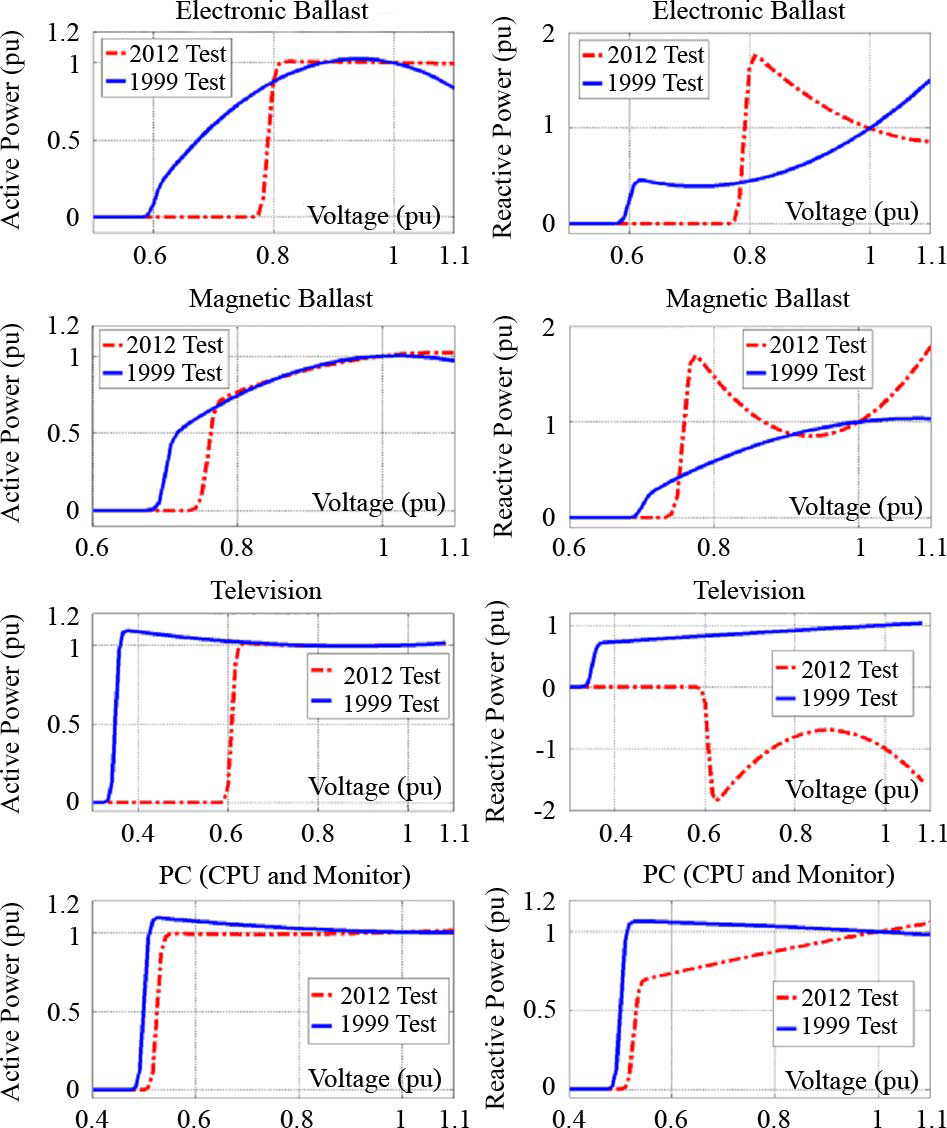 Electronic Ballast
Active Power (pu)
1.2
1
0.5
0
2012 Test
1999 Test
Voltage (pu)
0.6 0.8 1 1.1
Electronic Ballast
Reactive Power (pu)
2
1
0
2012 Test
1999 Test
Voltage (pu)
0.6 0.8 1 1.1
Magnetic Ballast
Active Power (pu)
1.2
1
0.5
0
2012 Test
1999 Test
Voltage (pu)
0.6 0.8 1 1.1
Magnetic Ballast
Reactive Power (pu)
2
1
0
2012 Test
1999 Test
Voltage (pu)
0.6 0.8 1 1.1
Television
Active Power (pu)
1.2
1
0.5
0
2012 Test
1999 Test
Voltage (pu)
0.4 0.6 0.8 1 1.1
Television
Reactive Power (pu)
1
0
-1
-2
2012 Test
1999 Test
Voltage (pu)
0.4 0.6 0.8 1 1.1
PC (CPU and Monitor)
Active Power (pu)
1.2
1
0.5
0
2012 Test
1999 Test
Voltage (pu)
0.4 0.6 0.8 1 1.1
PC (CPU and Monitor)
Reactive Power (pu)
1.2
1
0.5
0
2012 Test
1999 Test
Voltage (pu)
0.4 0.6 0.8 1 1.1